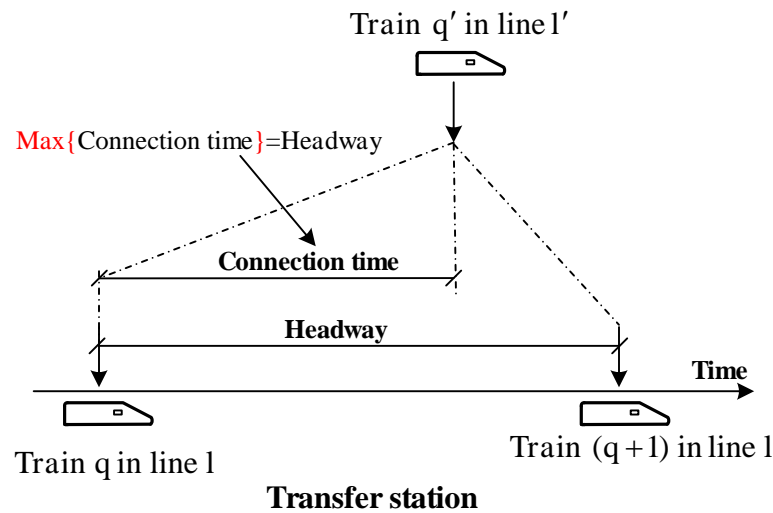 Train q′ in line l′
Max{Connection time}=Headway
Connection time
Headway
Time
Train q in line l
Train (q+1) in line l
Transfer station